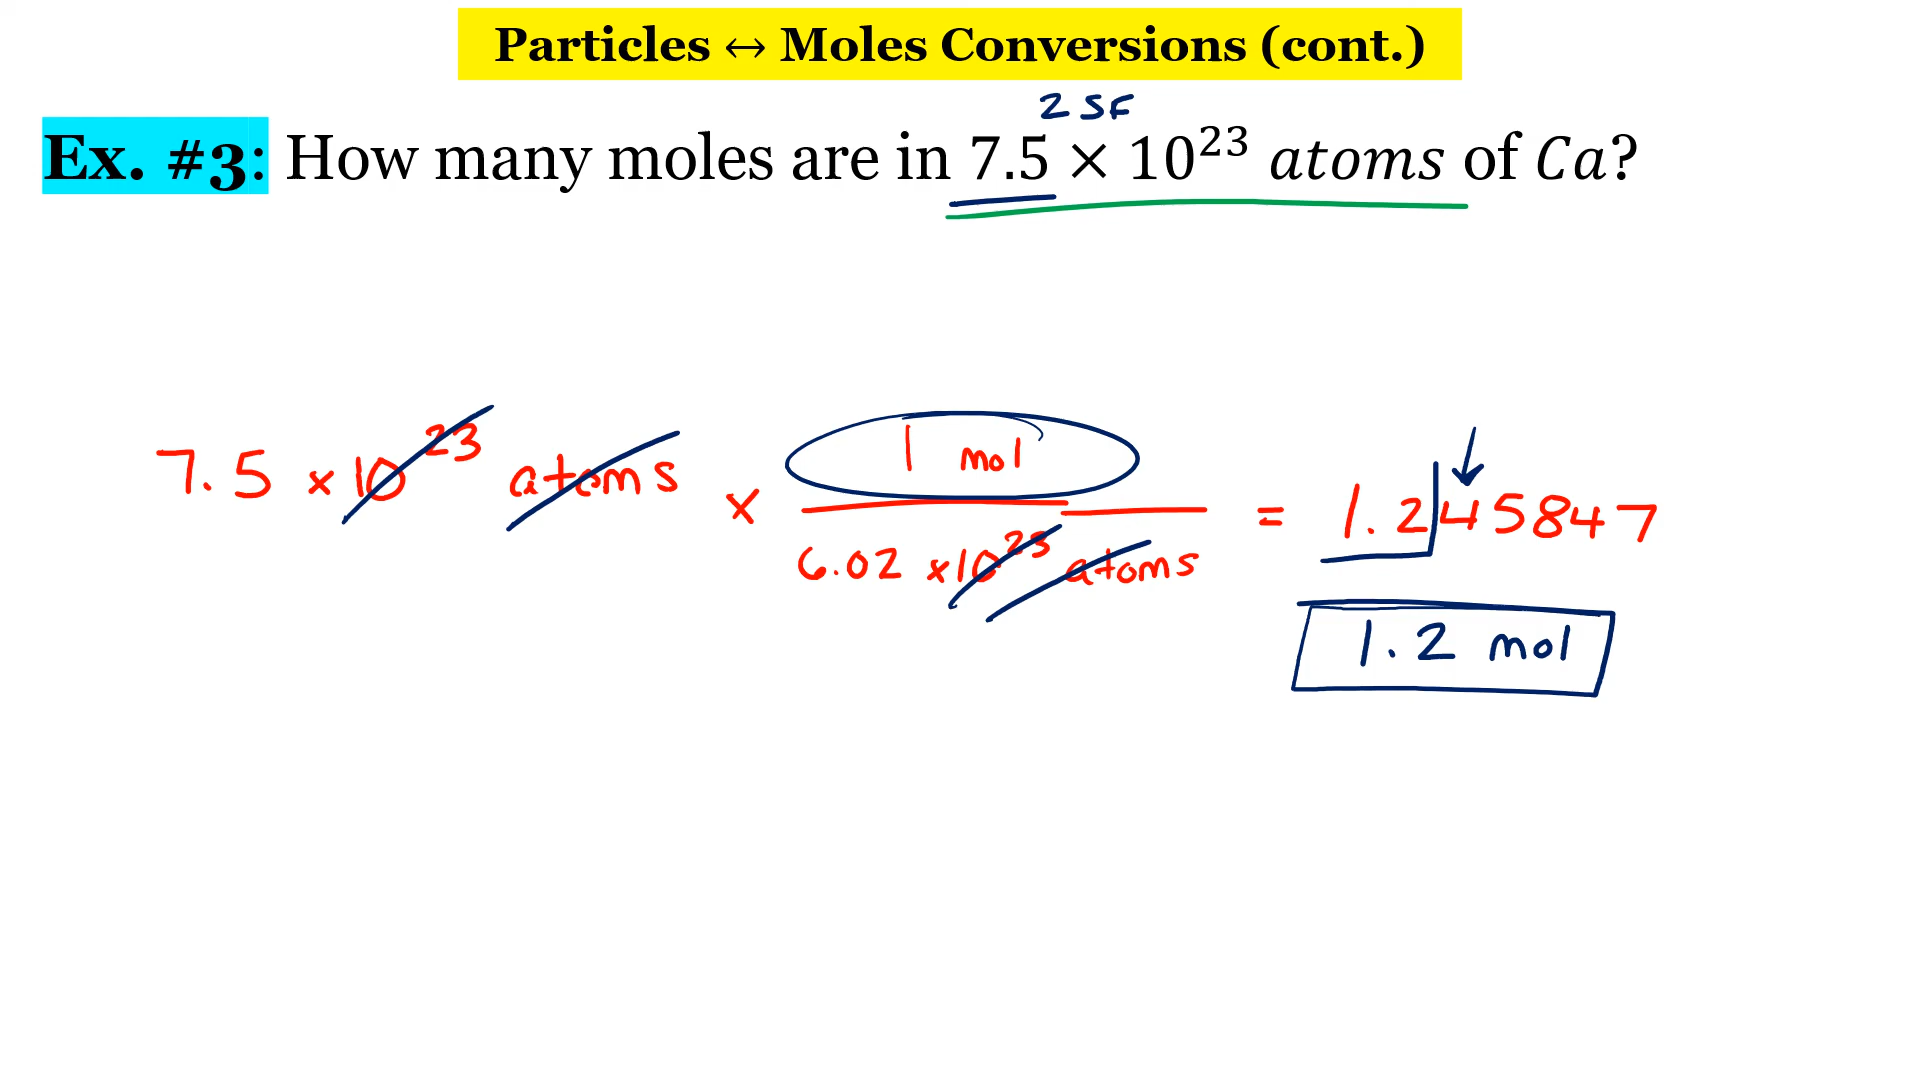 Particles ↔ Moles Conversions (cont.)
2 SF
Ex. #3: How many moles are in 7.5 × 10²³ atoms of Ca?
7.5 x 10²³ atoms x 1 mol / 6.02 x 10²³ atoms = 1.245847
1.2 mol